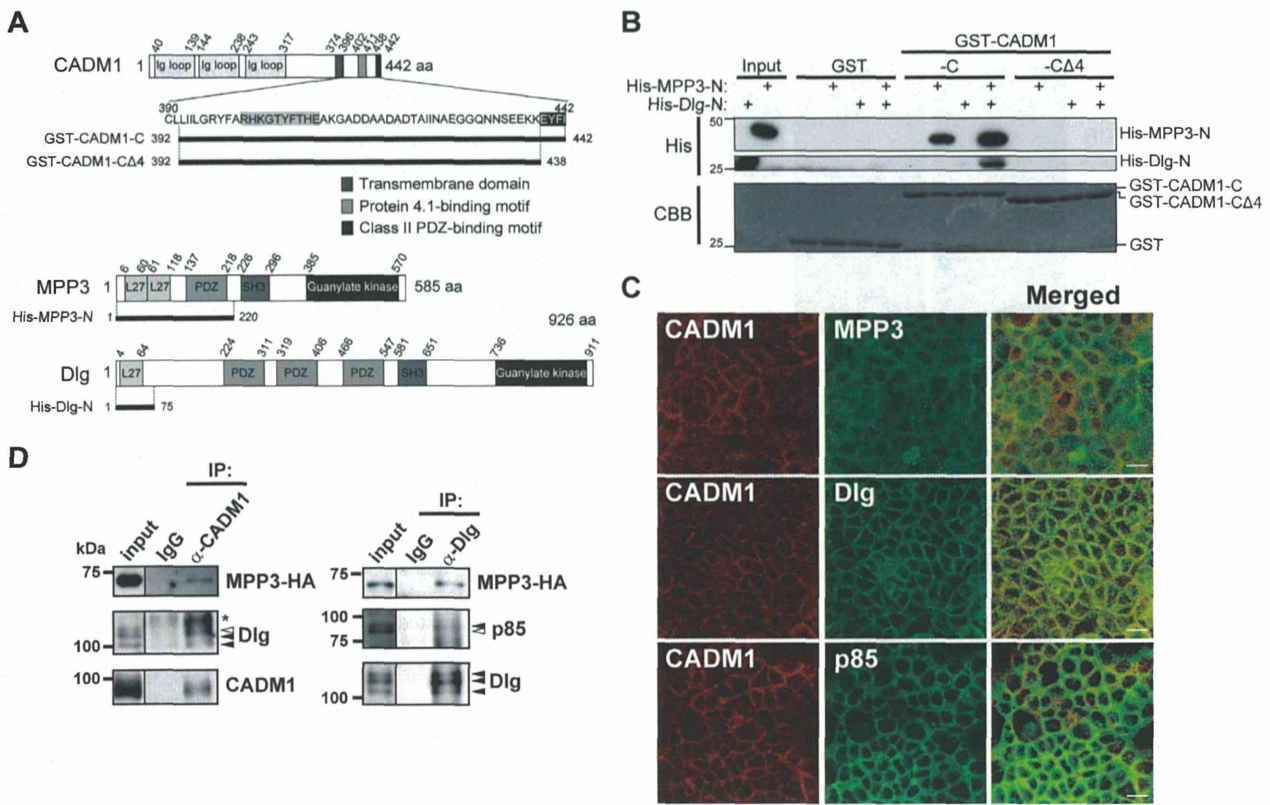 A
40 139 144 238 243 317 374 396 402 411 438 442
CADM1 1 Ig loop Ig loop Ig loop 442 aa
390 442
CLLIILGRYFARHKGTYFTHEAKGADDAADADTAIINAEGGQNNSEEKKEYFI
GST-CADM1-C 392 442
GST-CADM1-CΔ4 392 438
Transmembrane domain
Protein 4.1-binding motif
Class II PDZ-binding motif
6 60 61 118 137 218 226 296 385 570
MPP3 1 L27 L27 PDZ SH3 Guanylate kinase 585 aa
His-MPP3-N 1 220
926 aa
4 64 224 311 319 406 466 547 581 651 736 911
Dlg 1 L27 PDZ PDZ PDZ SH3 Guanylate kinase
His-Dlg-N 1 75
B
GST-CADM1
Input GST -C -CΔ4
His-MPP3-N: + + + + + + +
His-Dlg-N: + + + + + + +
50
His His-MPP3-N
His-Dlg-N
25
CBB GST-CADM1-C
GST-CADM1-CΔ4
25 GST
C
Merged
CADM1 MPP3
CADM1 Dlg
CADM1 p85
D
IP:
input IgG α-CADM1
kDa
75 MPP3-HA
*
Dlg
100
100 CADM1
IP:
input IgG α-Dlg
75 MPP3-HA
100 p85
75
Dlg
100